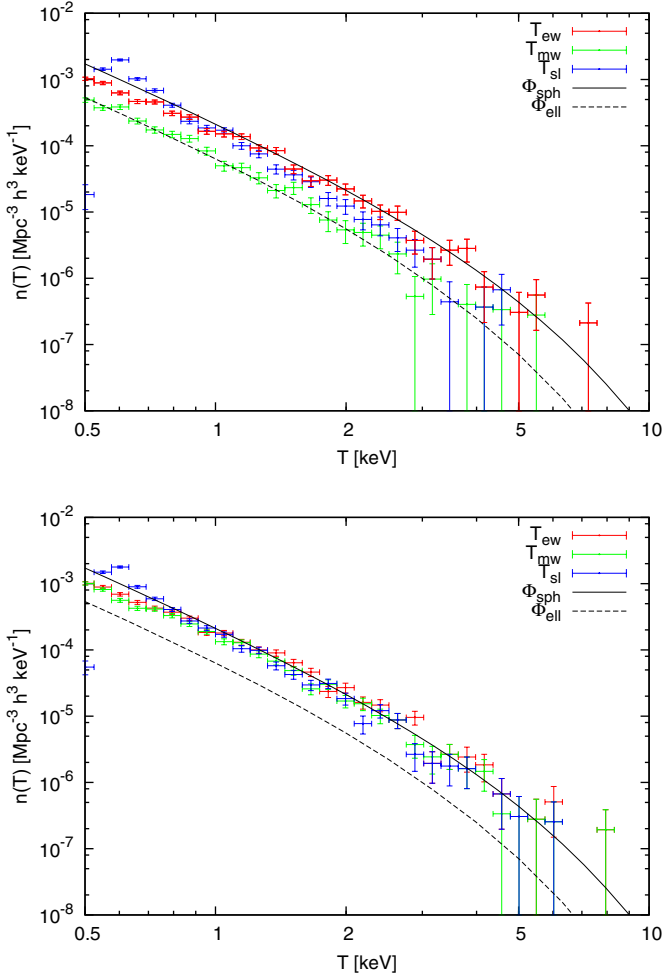 10⁻²
10⁻³
10⁻⁴
10⁻⁵
10⁻⁶
10⁻⁷
10⁻⁸
n(T) [Mpc⁻³ h³ keV⁻¹]
T_ew
T_mw
T_sl
Φ_sph
Φ_ell
0.5 1 2 5 10
T [keV]
10⁻²
10⁻³
10⁻⁴
10⁻⁵
10⁻⁶
10⁻⁷
10⁻⁸
n(T) [Mpc⁻³ h³ keV⁻¹]
T_ew
T_mw
T_sl
Φ_sph
Φ_ell
0.5 1 2 5 10
T [keV]